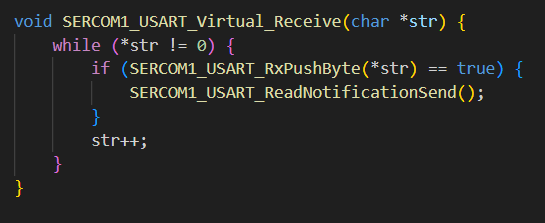 void SERCOM1_USART_Virtual_Receive(char *str) {
    while (*str != 0) {
        if (SERCOM1_USART_RxPushByte(*str) == true) {
            SERCOM1_USART_ReadNotificationSend();
        }
        str++;
    }
}